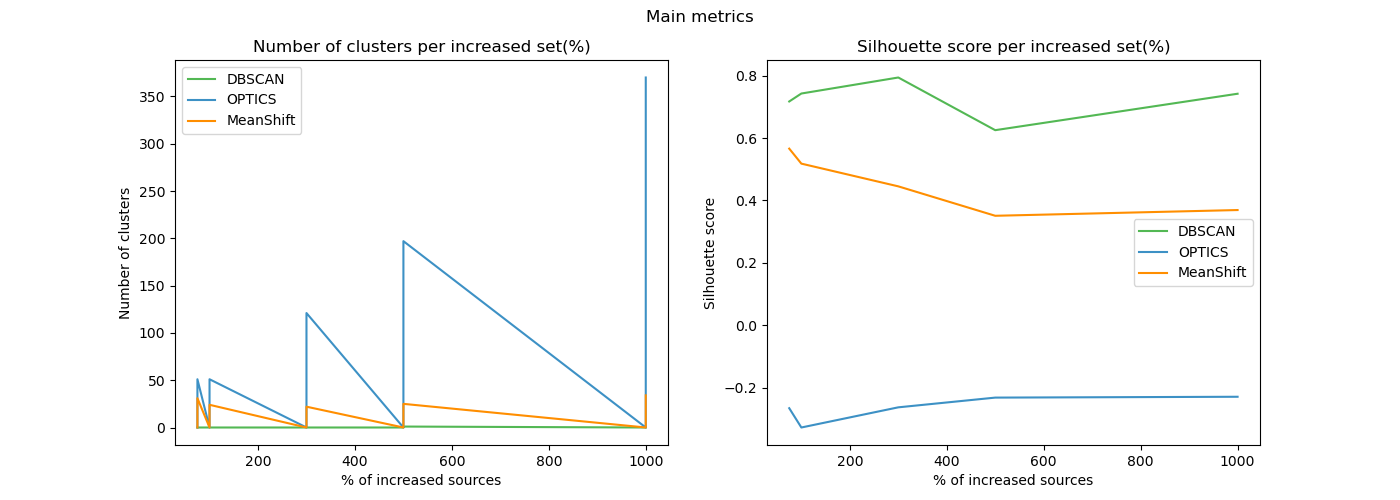 Main metrics
Number of clusters per increased set(%)
DBSCAN
OPTICS
MeanShift
Number of clusters
350
300
250
200
150
100
50
0
200
400
600
800
1000
% of increased sources
Silhouette score per increased set(%)
Silhouette score
0.8
0.6
0.4
0.2
0.0
−0.2
DBSCAN
OPTICS
MeanShift
200
400
600
800
1000
% of increased sources